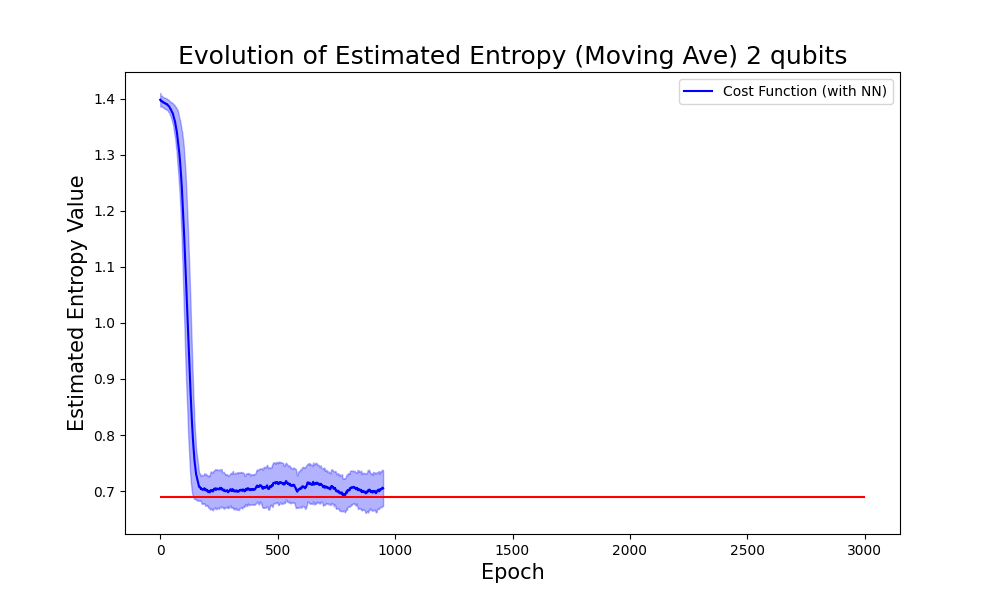 Evolution of Estimated Entropy (Moving Ave) 2 qubits
Cost Function (with NN)
Estimated Entropy Value
1.4
1.3
1.2
1.1
1.0
0.9
0.8
0.7
0 500 1000 1500 2000 2500 3000
Epoch